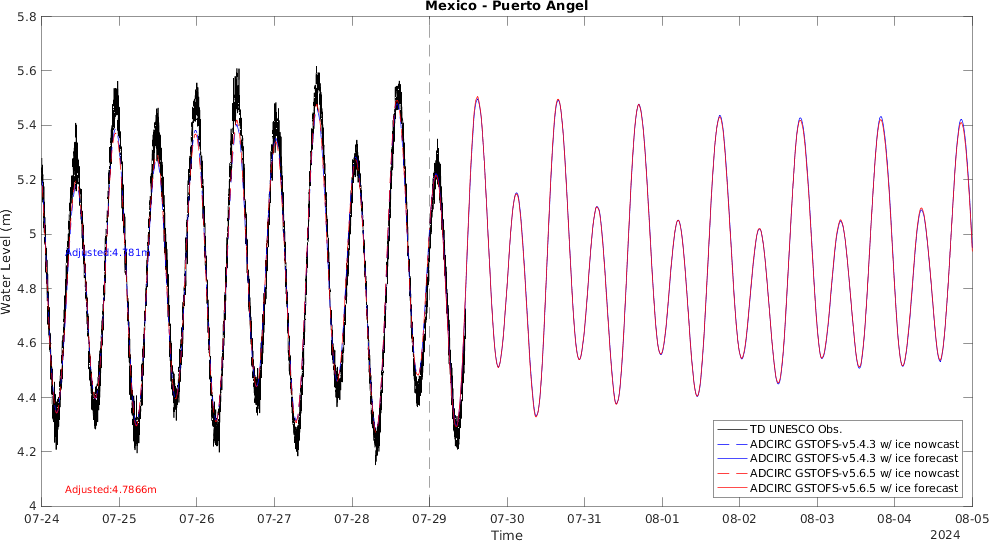 Mexico - Puerto Angel
5.8
5.6
5.4
5.2
5
4.8
4.6
4.4
4.2
4
Water Level (m)
Adjusted:4.781m
Adjusted:4.7866m
TD UNESCO Obs.
ADCIRC GSTOFS-v5.4.3 w/ ice nowcast
ADCIRC GSTOFS-v5.4.3 w/ ice forecast
ADCIRC GSTOFS-v5.6.5 w/ ice nowcast
ADCIRC GSTOFS-v5.6.5 w/ ice forecast
07-24 07-25 07-26 07-27 07-28 07-29 07-30 07-31 08-01 08-02 08-03 08-04 08-05
Time
2024